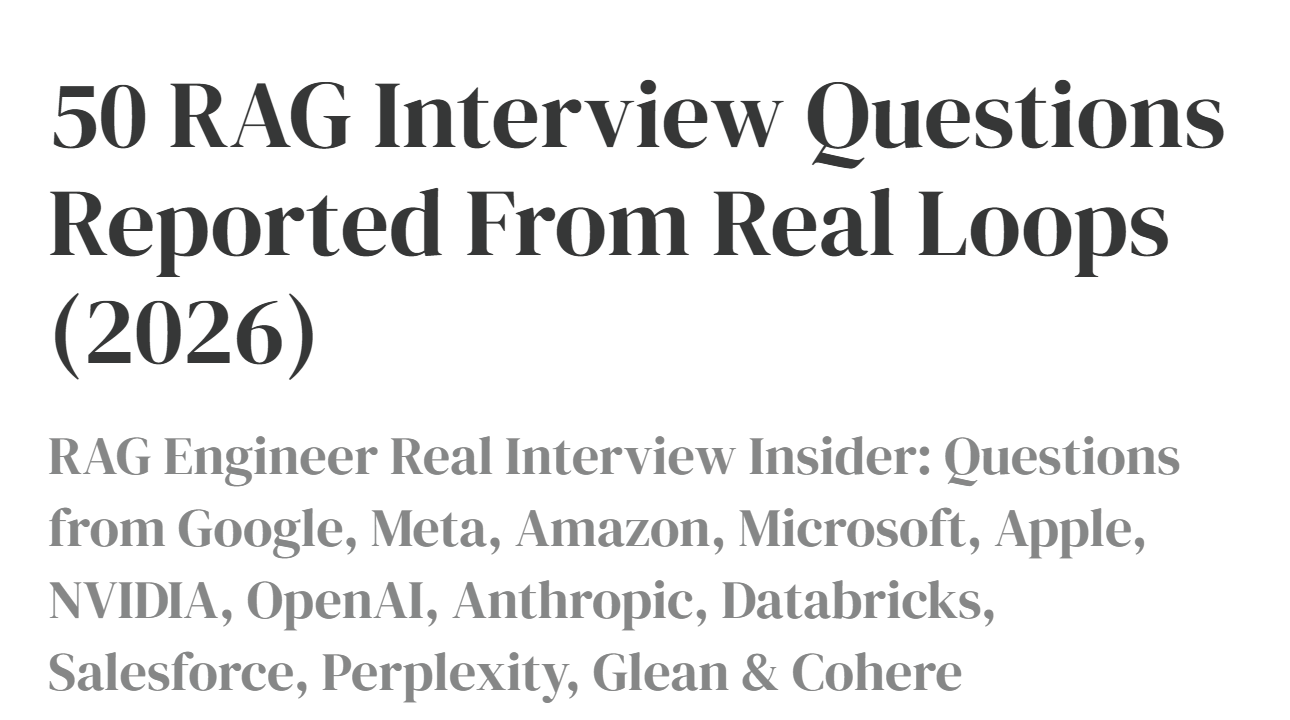 50 RAG Interview Questions
Reported From Real Loops
(2026)
RAG Engineer Real Interview Insider: Questions
from Google, Meta, Amazon, Microsoft, Apple,
NVIDIA, OpenAI, Anthropic, Databricks,
Salesforce, Perplexity, Glean & Cohere